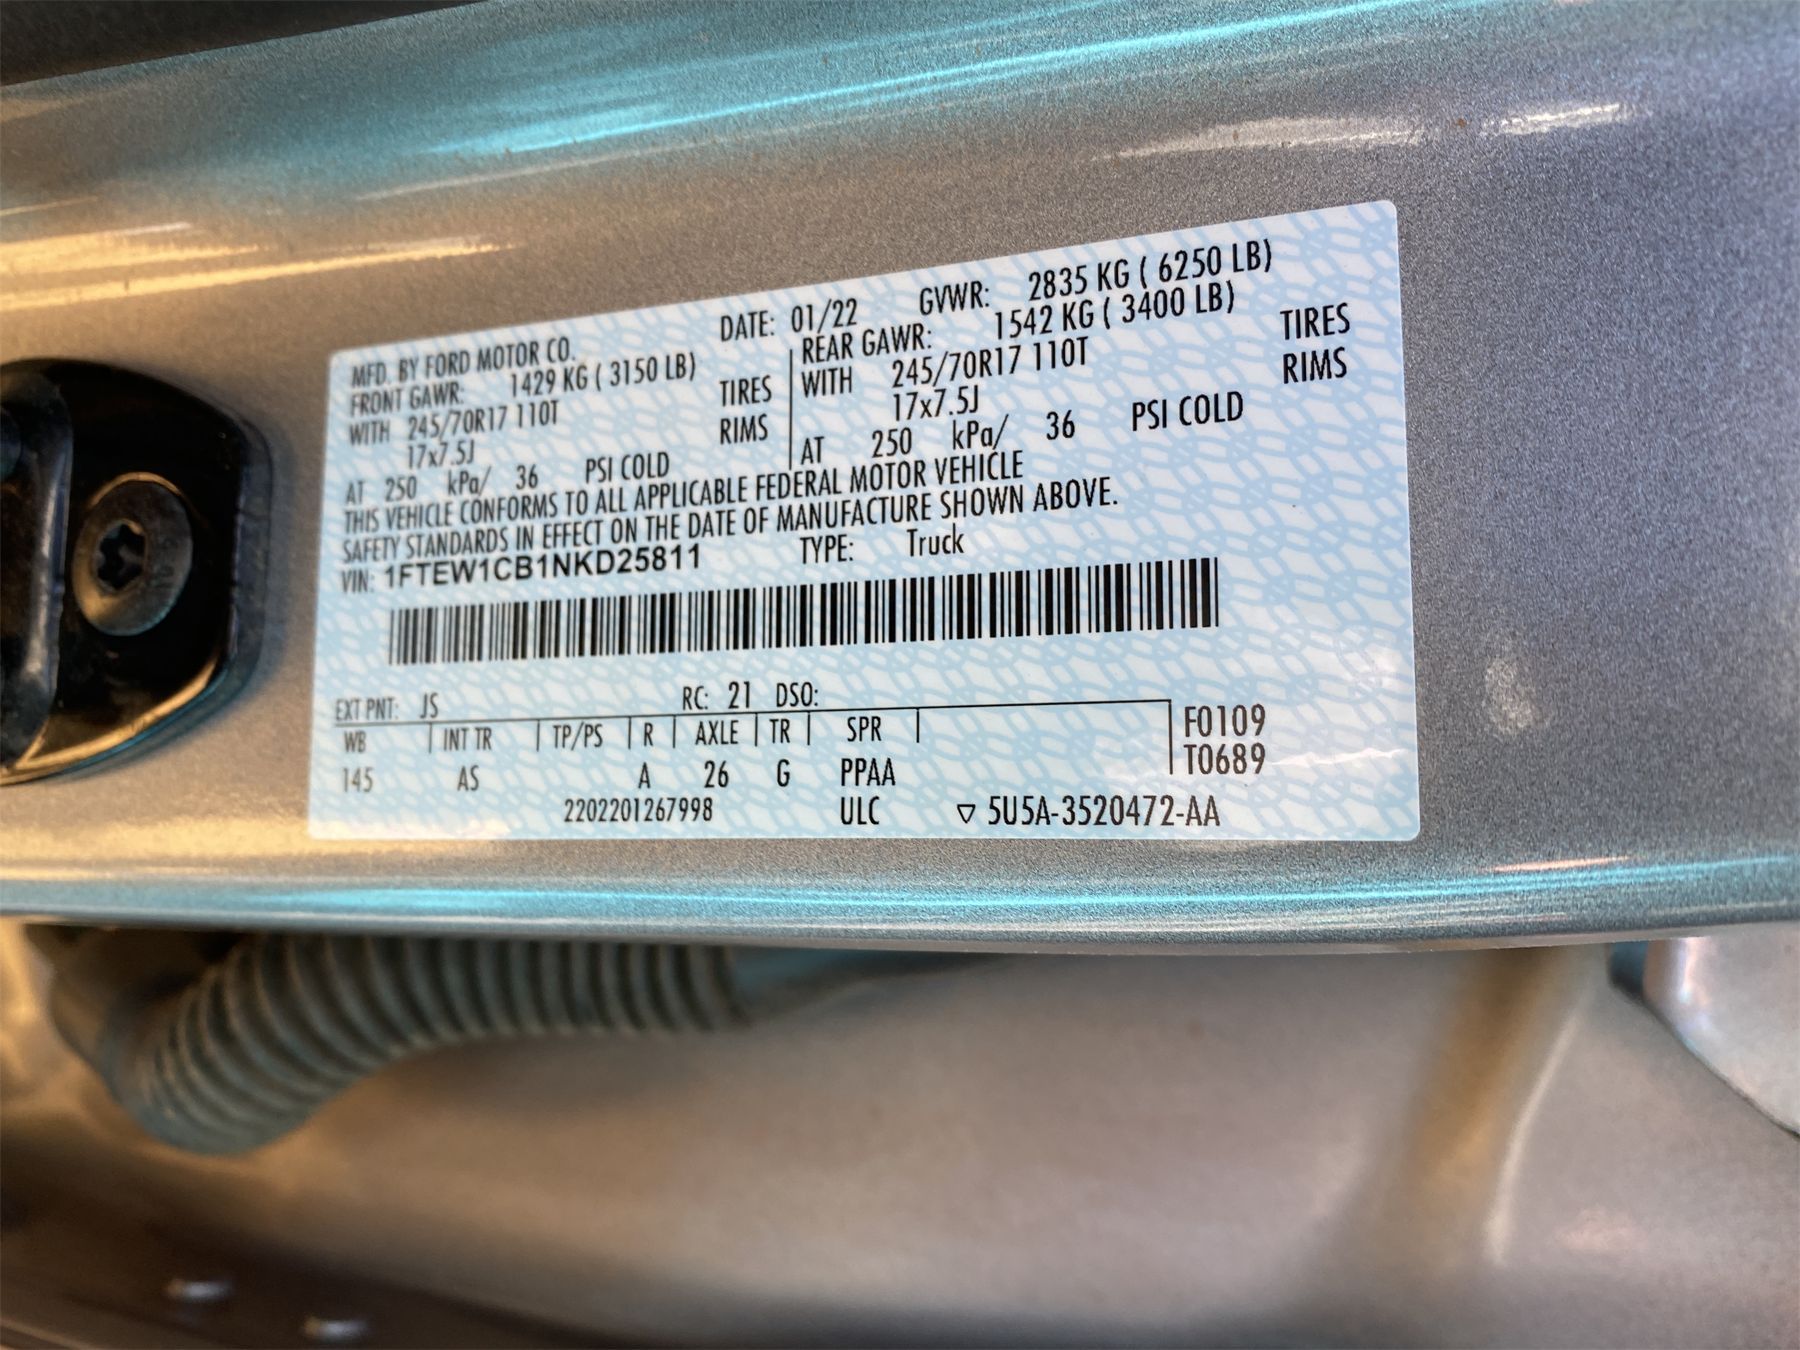 MFD. BY FORD MOTOR CO. DATE: 01/22 GVWR: 2835 KG ( 6250 LB)
FRONT GAWR: 1429 KG ( 3150 LB) REAR GAWR: 1542 KG ( 3400 LB)
WITH 245/70R17 110T TIRES WITH 245/70R17 110T TIRES
17x7.5J RIMS 17x7.5J RIMS
AT 250 kPa/ 36 PSI COLD AT 250 kPa/ 36 PSI COLD
THIS VEHICLE CONFORMS TO ALL APPLICABLE FEDERAL MOTOR VEHICLE
SAFETY STANDARDS IN EFFECT ON THE DATE OF MANUFACTURE SHOWN ABOVE.
VIN: 1FTEW1CB1NKD25811 TYPE: Truck
EXT PNT: JS RC: 21 DSO:
WB INT TR TP/PS R AXLE TR SPR F0109
145 AS A 26 G PPAA T0689
2202201267998 ULC ▽ 5U5A-3520472-AA